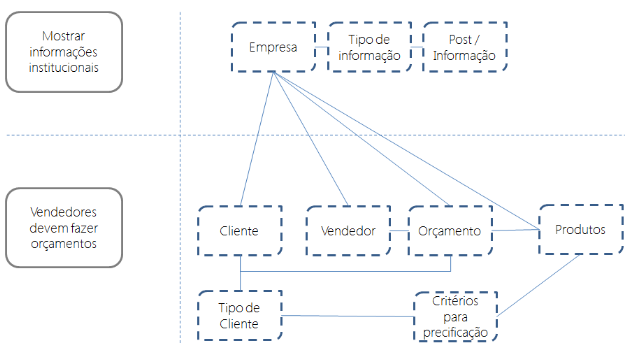 Mostrar
informações
institucionais
Empresa
Tipo de
informação
Post /
Informação
Vendedores
devem fazer
orçamentos
Cliente
Vendedor
Orçamento
Produtos
Tipo de
Cliente
Critérios
para
precificação